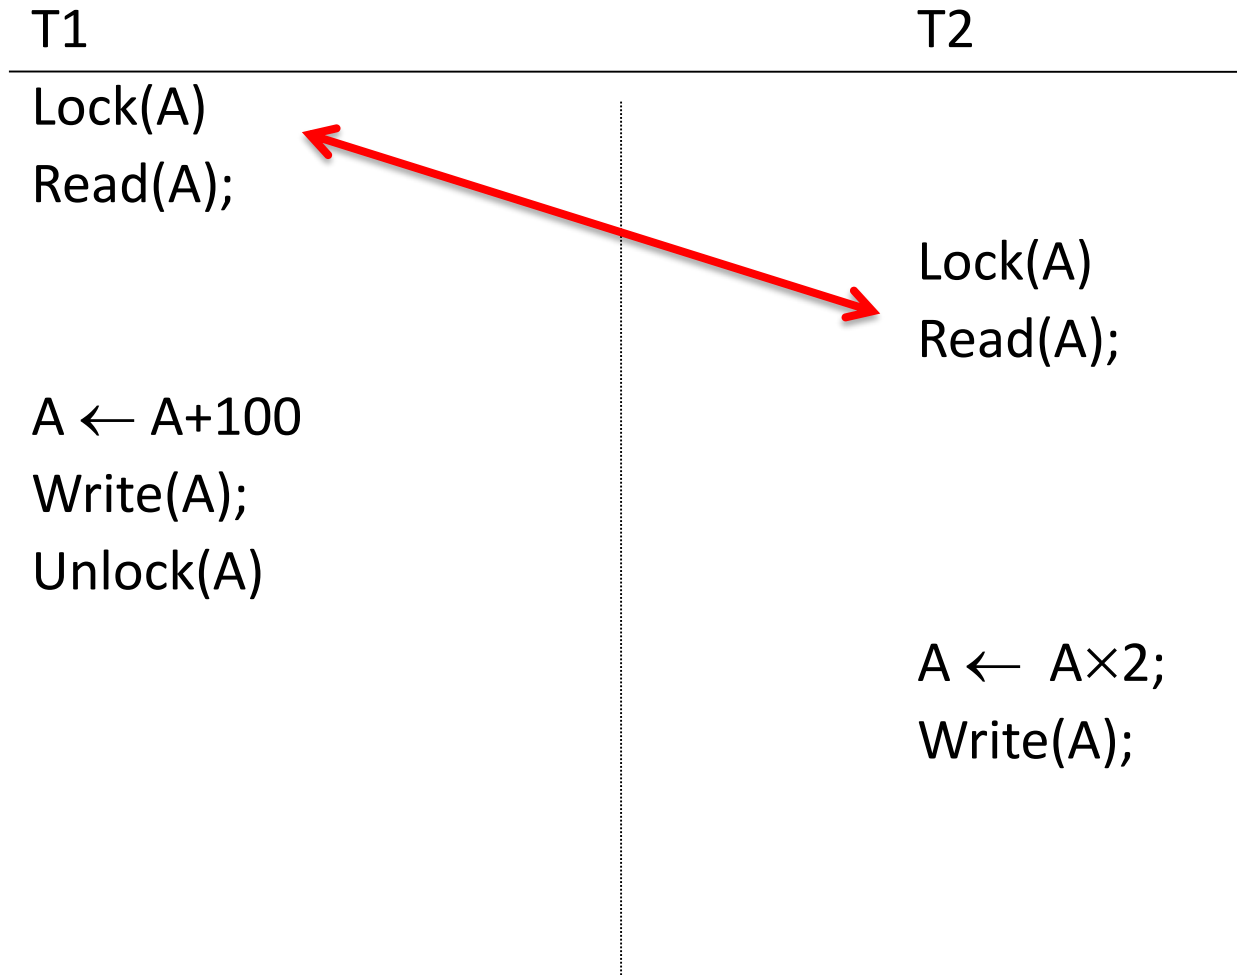 T1 T2
Lock(A)
Read(A);
Lock(A)
Read(A);
A ← A+100
Write(A);
Unlock(A)
A ← A×2;
Write(A);